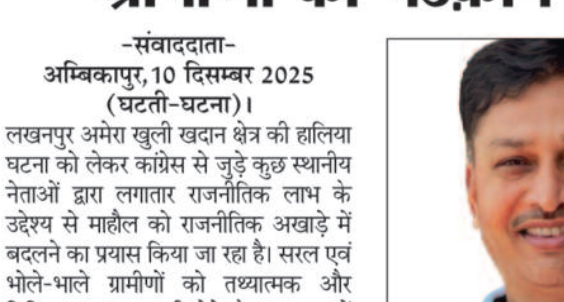 -संवाददाता-
अम्बिकापुर,10 दिसम्बर 2025
(घटती-घटना)।
लखनपुर अमेरा खुली खदान क्षेत्र की हालिया
घटना को लेकर कांग्रेस से जुड़े कुछ स्थानीय
नेताओं द्वारा लगातार राजनीतिक लाभ के
उद्देश्य से माहौल को राजनीतिक अखाड़े में
बदलने का प्रयास किया जा रहा है। सरल एवं
भोले-भाले ग्रामीणों को तथ्यात्मक और